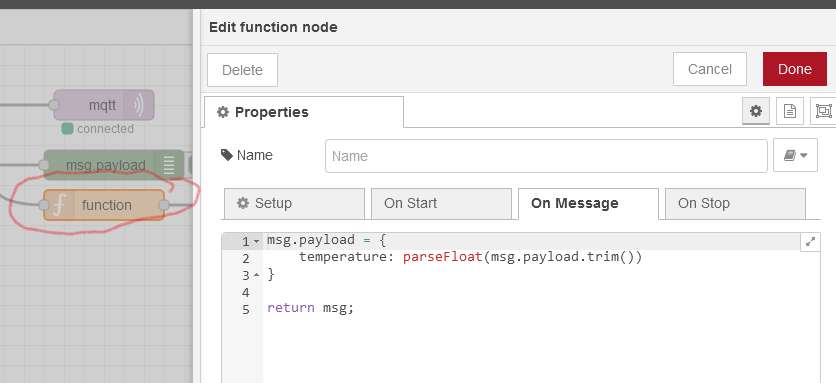 Edit function node
Delete
Cancel
Done
Properties
Name
Name
Setup
On Start
On Message
On Stop
1 msg.payload = {
2     temperature: parseFloat(msg.payload.trim())
3 }
4
5 return msg;
mqtt
connected
msg.payload
function